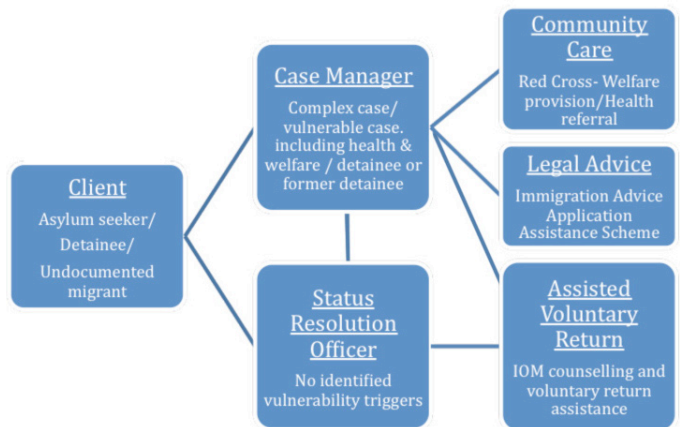 Client
Asylum seeker/
Detainee/
Undocumented
migrant
Case Manager
Complex case/
vulnerable case.
including health &
welfare / detainee or
former detainee
Status
Resolution
Officer
No identified
vulnerability triggers
Community
Care
Red Cross- Welfare
provision/Health
referral
Legal Advice
Immigration Advice
Application
Assistance Scheme
Assisted
Voluntary
Return
IOM counselling and
voluntary return
assistance